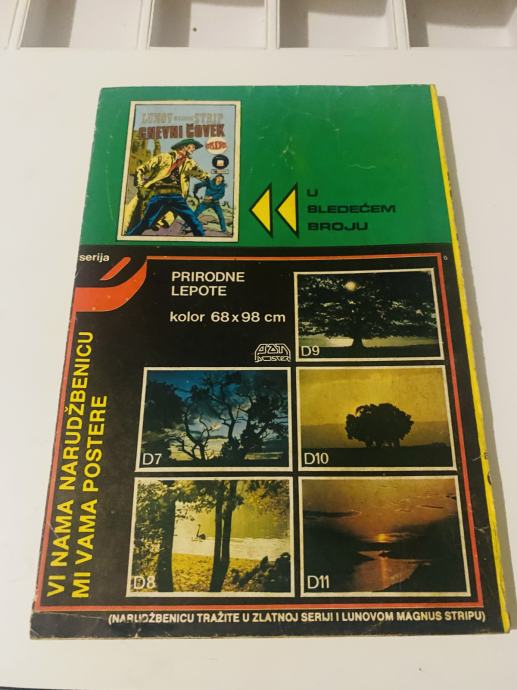 LUNOV MAGNUS STRIP
GNEVNI ČOVEK
U
SLEDEĆEM
BROJU
serija
PRIRODNE
LEPOTE
kolor 68 x 98 cm
POSTER
D9
D7
D10
D8
D11
VI NAMA NARUDŽBENICU
MI VAMA POSTERE
(NARUDŽBENICU TRAŽITE U ZLATNOJ SERIJI I LUNOVOM MAGNUS STRIPU)